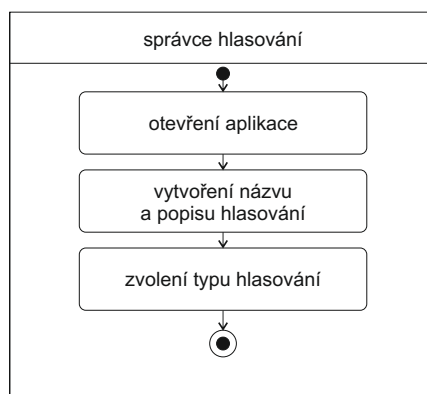 správce hlasování
otevření aplikace
vytvoření názvu
a popisu hlasování
zvolení typu hlasování